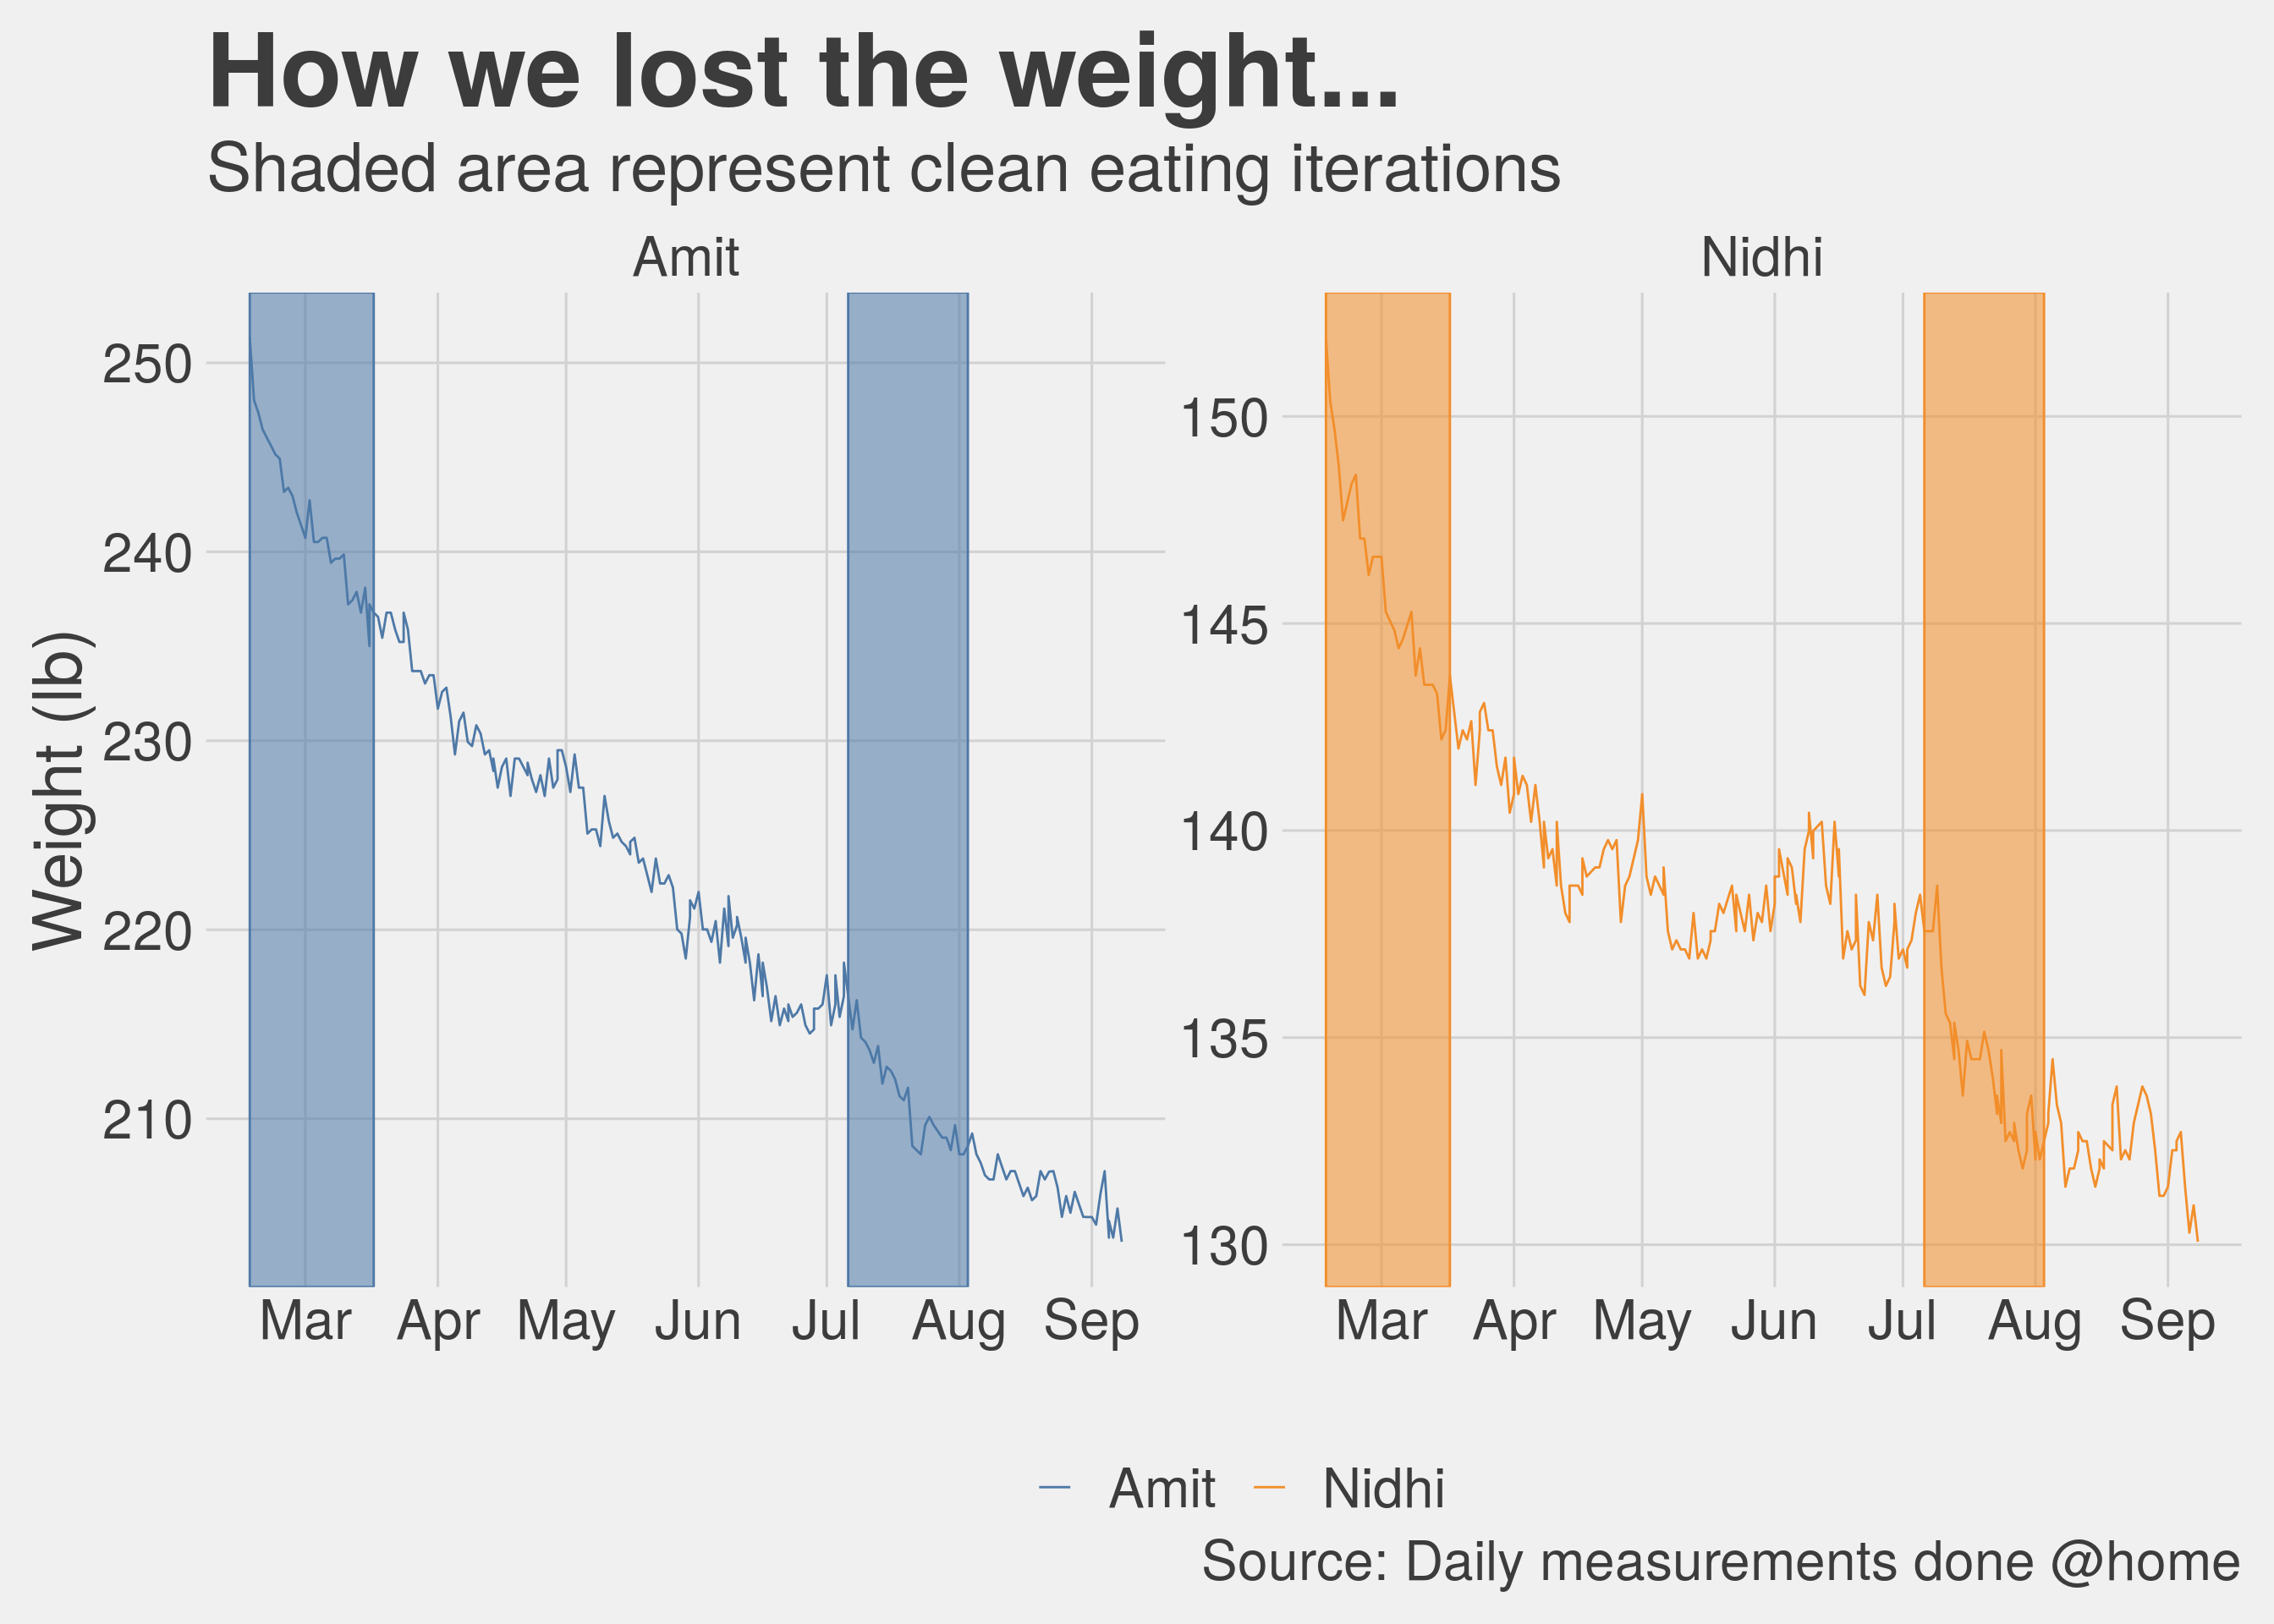 How we lost the weight...
Shaded area represent clean eating iterations
Amit
Nidhi
Weight (lb)
250
240
230
220
210
150
145
140
135
130
Mar Apr May Jun Jul Aug Sep
Mar Apr May Jun Jul Aug Sep
Amit Nidhi
Source: Daily measurements done @home